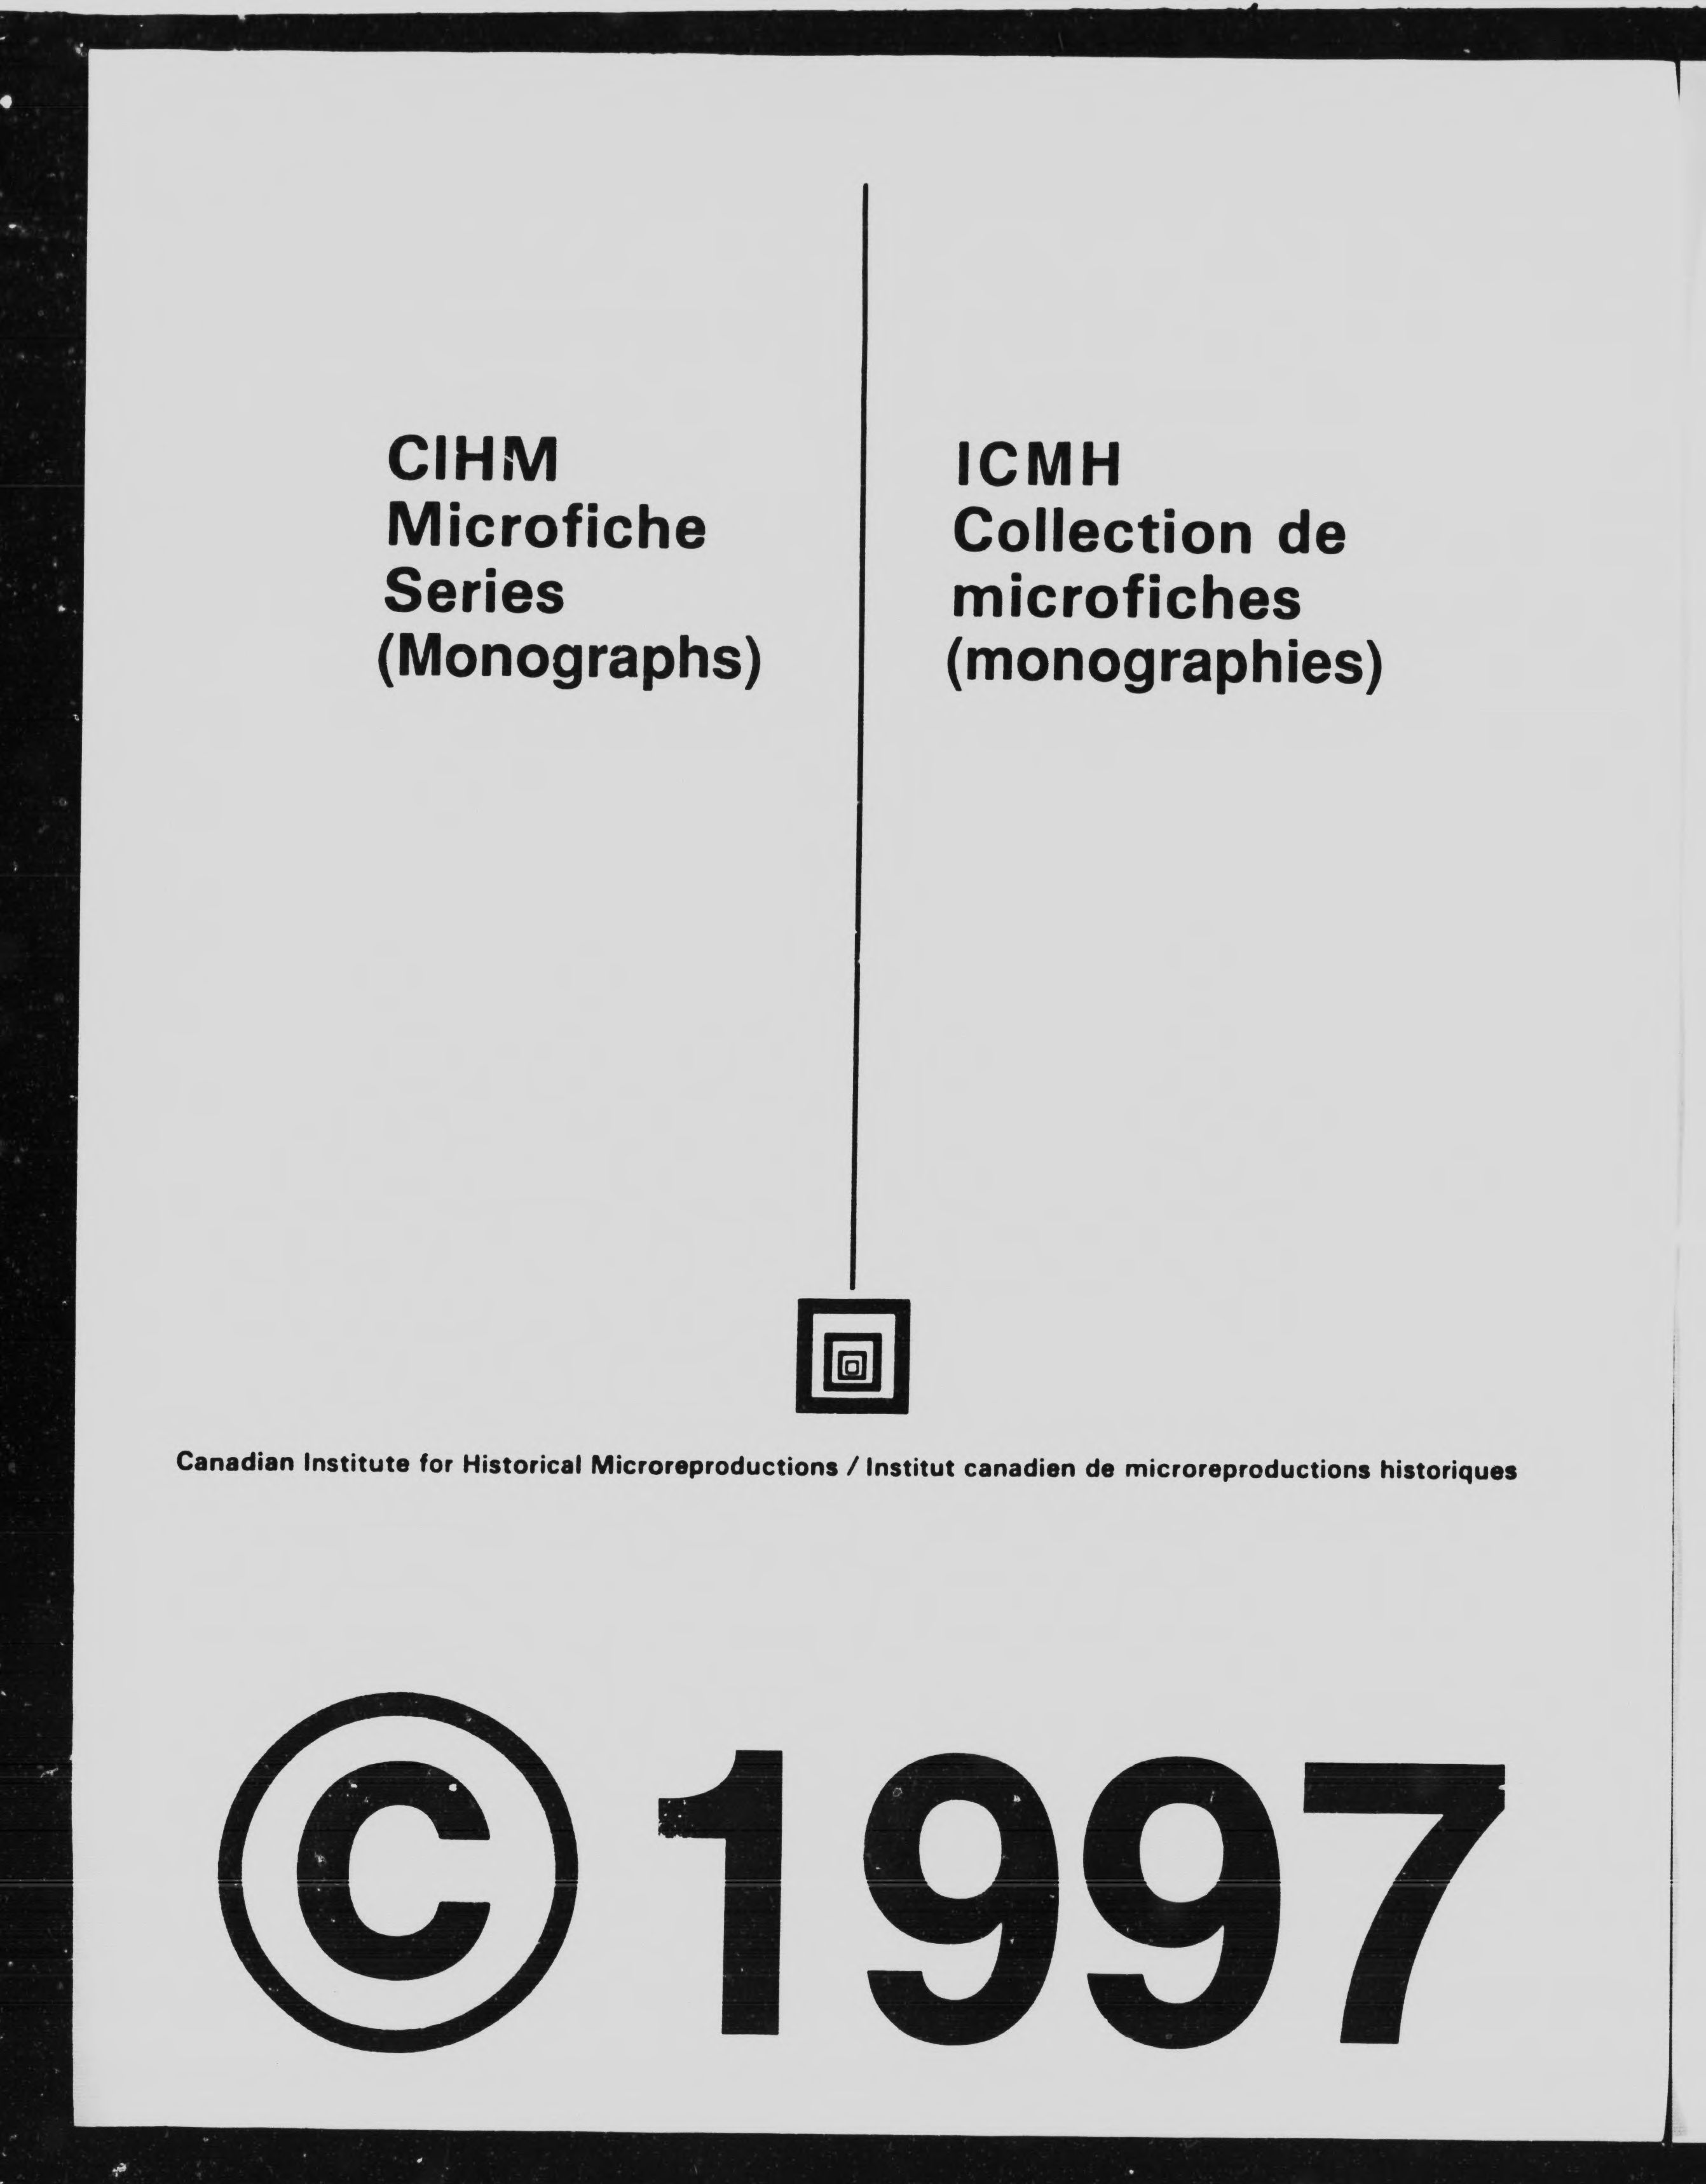 CIHM
Microfiche
Series
(Monographs)
ICMH
Collection de
microfiches
(monographies)
Canadian Institute for Historical Microreproductions / Institut canadien de microreproductions historiques
© 1997